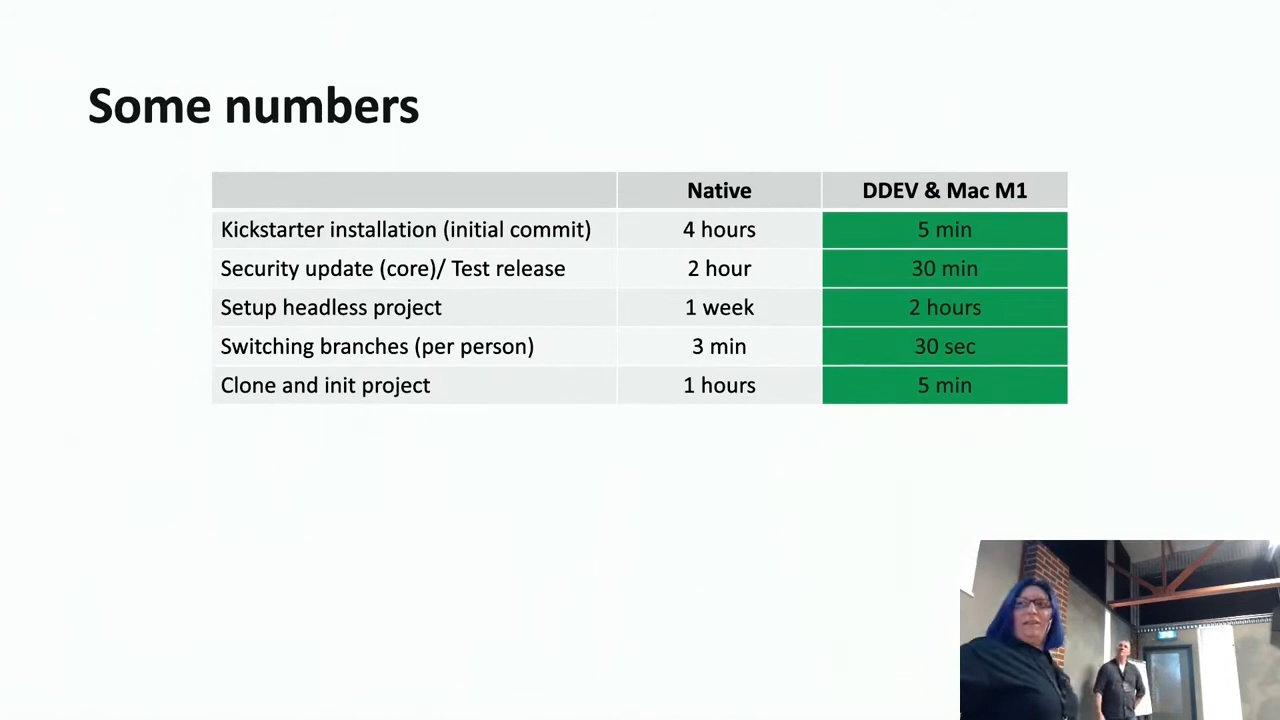 Some numbers
Native DDEV & Mac M1
Kickstarter installation (initial commit) 4 hours 5 min
Security update (core)/ Test release 2 hour 30 min
Setup headless project 1 week 2 hours
Switching branches (per person) 3 min 30 sec
Clone and init project 1 hours 5 min